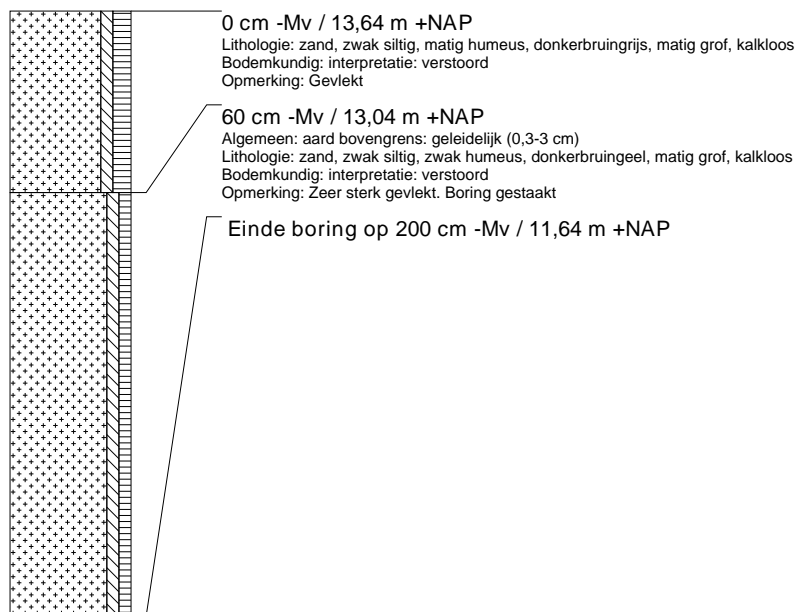 0 cm -Mv / 13,64 m +NAP
Lithologie: zand, zwak siltig, matig humeus, donkerbruingrijs, matig grof, kalkloos
Bodemkundig: interpretatie: verstoord
Opmerking: Gevlekt
60 cm -Mv / 13,04 m +NAP
Algemeen: aard bovengrens: geleidelijk (0,3-3 cm)
Lithologie: zand, zwak siltig, zwak humeus, donkerbruingeel, matig grof, kalkloos
Bodemkundig: interpretatie: verstoord
Opmerking: Zeer sterk gevlekt. Boring gestaakt
Einde boring op 200 cm -Mv / 11,64 m +NAP